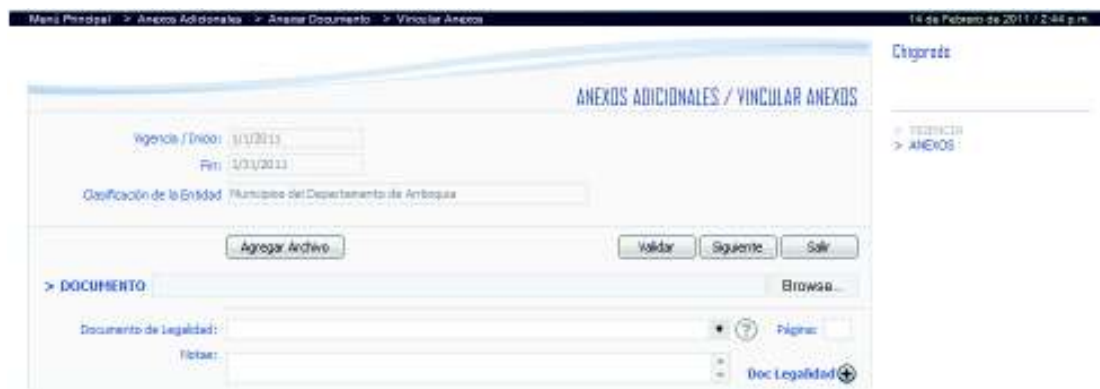 Menú Principal > Anexos Adicionales > Anexar Documento > Vincular Anexos
14 de Febrero de 2011 / 2:44 p.m.
Chigorodo
ANEXOS ADICIONALES / VINCULAR ANEXOS
> VIGENCIA
> ANEXOS
Vigencia / Inicio: 1/1/2011
Fin: 1/31/2011
Clasificación de la Entidad Municipios del Departamento de Antioquia
Agregar Archivo Validar Siguiente Salir
> DOCUMENTO Browse...
Documento de Legalidad: ? Página:
Notas:
Doc Legalidad